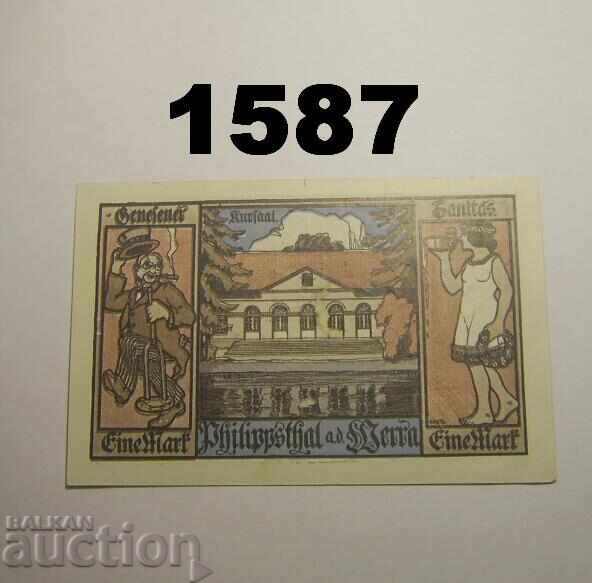 1587
Genesener
Kursaal
Sanitas
Eine Mark
Philippsthal a.d. Werra
Eine Mark
BALKAN
auction